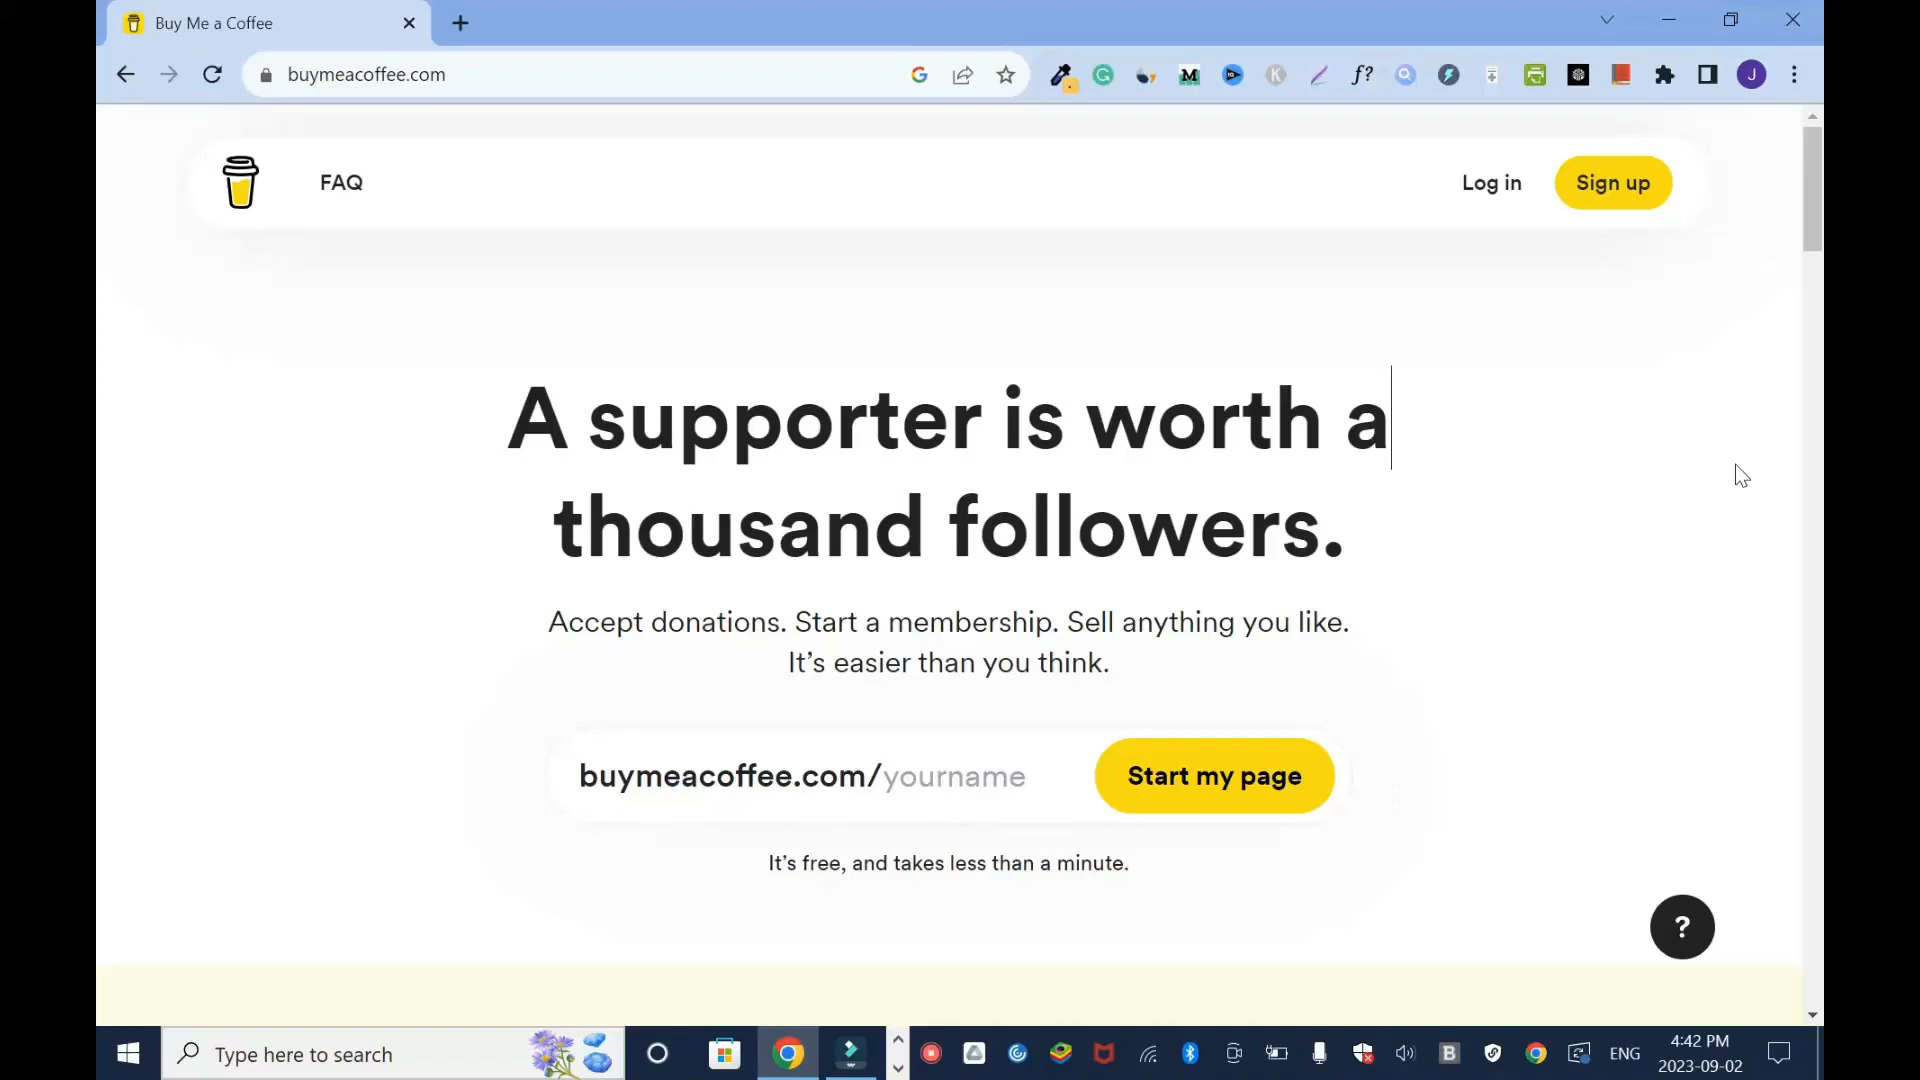 Buy Me a Coffee
buymeacoffee.com
FAQ
Log in
Sign up
A supporter is worth a
thousand followers.
Accept donations. Start a membership. Sell anything you like.
It's easier than you think.
buymeacoffee.com/yourname
Start my page
It's free, and takes less than a minute.
?
Type here to search
ENG
4:42 PM
2023-09-02